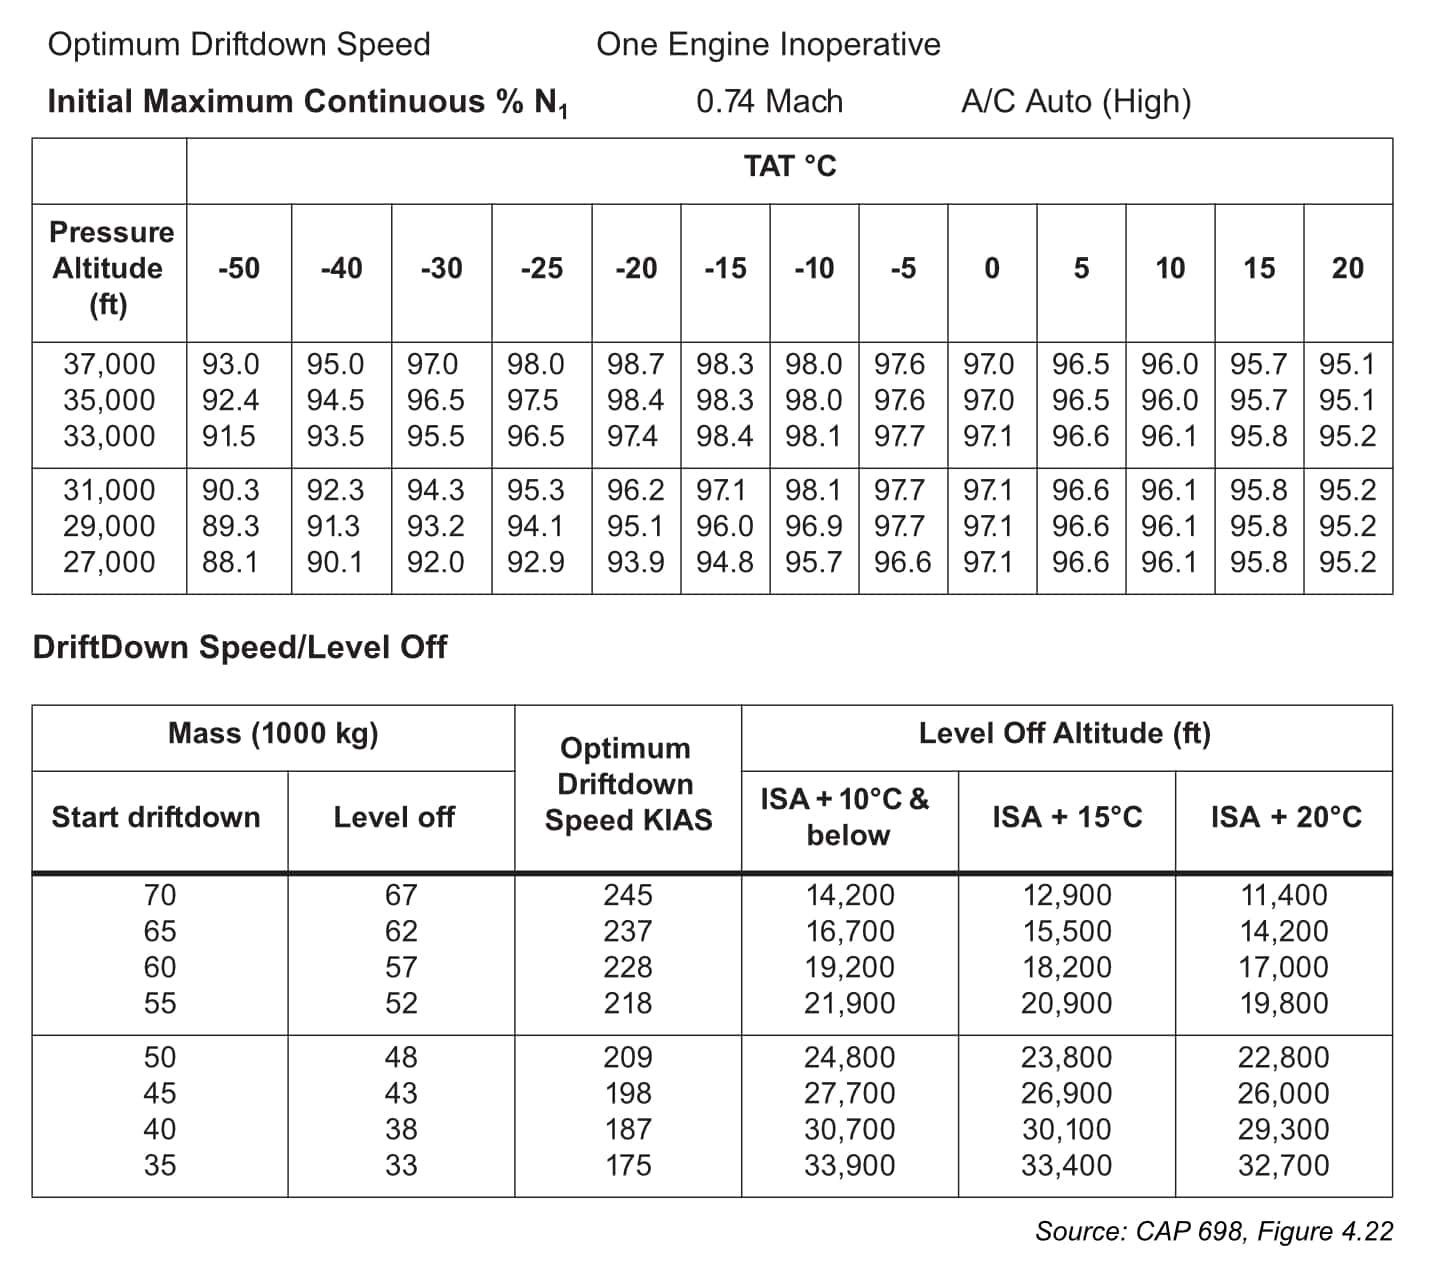 Optimum Driftdown Speed One Engine Inoperative
Initial Maximum Continuous % N1 0.74 Mach A/C Auto (High)
TAT °C
Pressure
Altitude
(ft)
-50 -40 -30 -25 -20 -15 -10 -5 0 5 10 15 20
37,000 93.0 95.0 97.0 98.0 98.7 98.3 98.0 97.6 97.0 96.5 96.0 95.7 95.1
35,000 92.4 94.5 96.5 97.5 98.4 98.3 98.0 97.6 97.0 96.5 96.0 95.7 95.1
33,000 91.5 93.5 95.5 96.5 97.4 98.4 98.1 97.7 97.1 96.6 96.1 95.8 95.2
31,000 90.3 92.3 94.3 95.3 96.2 97.1 98.1 97.7 97.1 96.6 96.1 95.8 95.2
29,000 89.3 91.3 93.2 94.1 95.1 96.0 96.9 97.7 97.1 96.6 96.1 95.8 95.2
27,000 88.1 90.1 92.0 92.9 93.9 94.8 95.7 96.6 97.1 96.6 96.1 95.8 95.2
DriftDown Speed/Level Off
Mass (1000 kg)
Start driftdown
Level off
Optimum
Driftdown
Speed KIAS
Level Off Altitude (ft)
ISA + 10°C &
below
ISA + 15°C
ISA + 20°C
70 67 245 14,200 12,900 11,400
65 62 237 16,700 15,500 14,200
60 57 228 19,200 18,200 17,000
55 52 218 21,900 20,900 19,800
50 48 209 24,800 23,800 22,800
45 43 198 27,700 26,900 26,000
40 38 187 30,700 30,100 29,300
35 33 175 33,900 33,400 32,700
Source: CAP 698, Figure 4.22